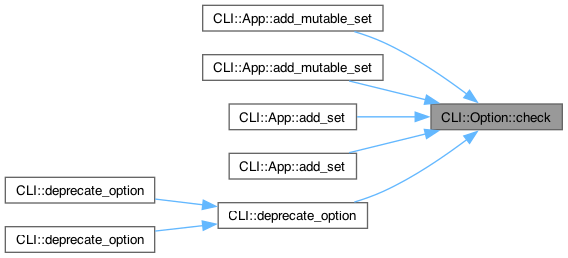 CLI::App::add_mutable_set
CLI::App::add_mutable_set
CLI::App::add_set
CLI::Option::check
CLI::App::add_set
CLI::deprecate_option
CLI::deprecate_option
CLI::deprecate_option